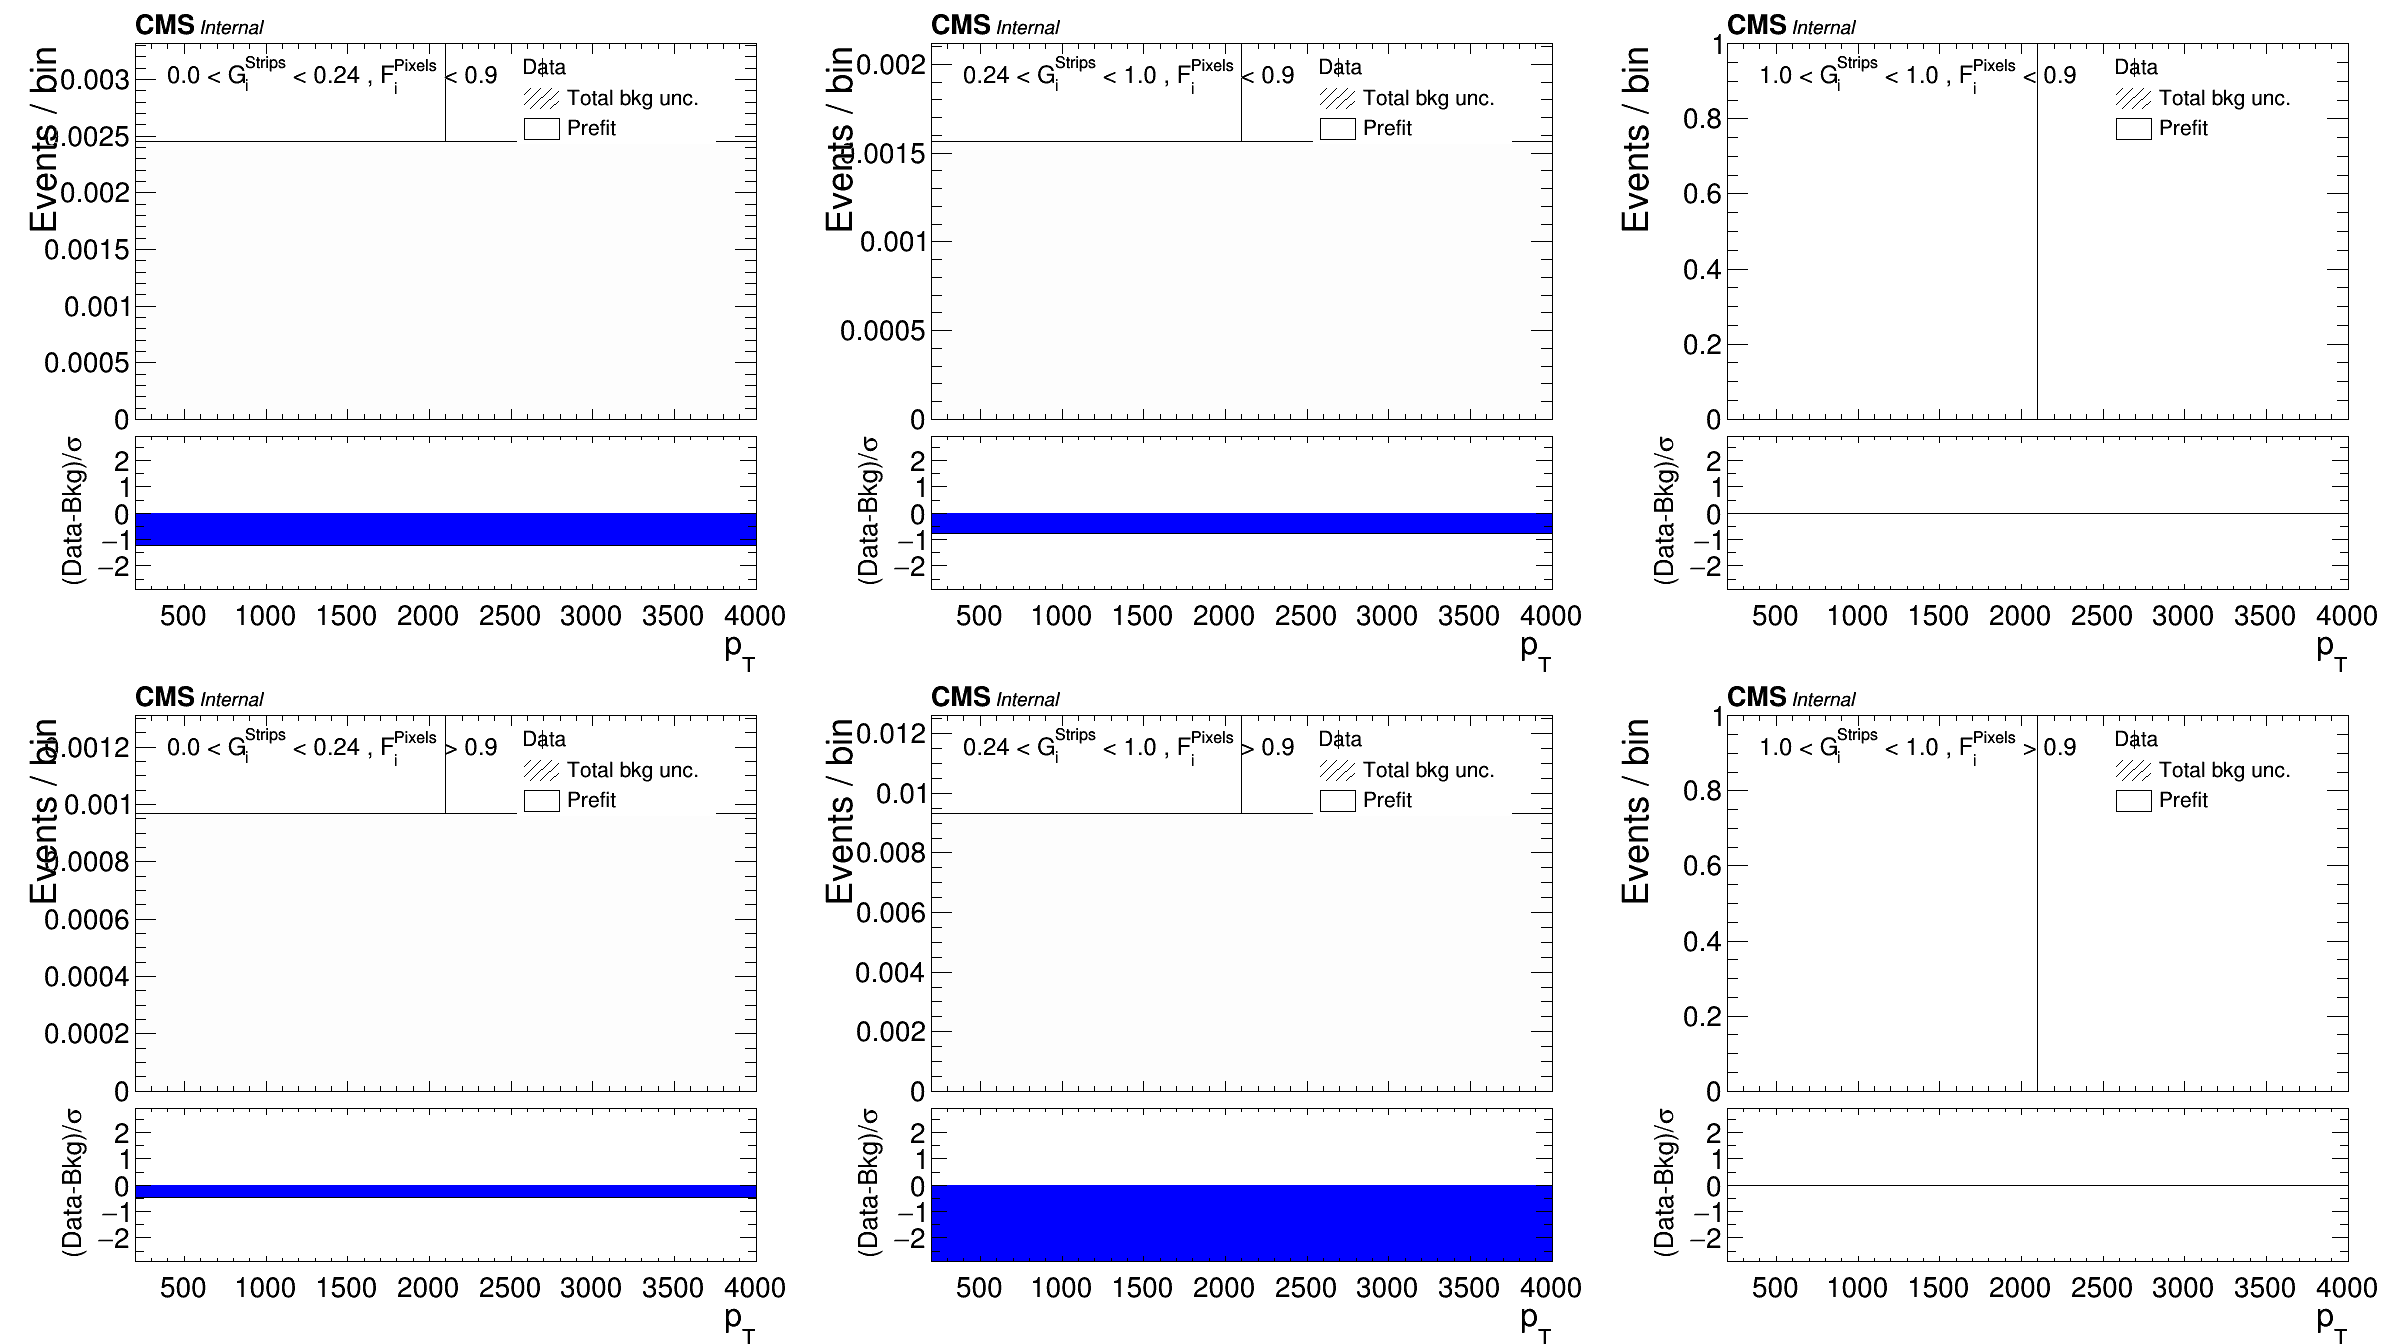 CMS Internal
0.0 < G_i^Strips < 0.24 , F_i^Pixels < 0.9
Data
Total bkg unc.
Prefit
Events / bin
0.003
0.0025
0.002
0.0015
0.001
0.0005
0
(Data-Bkg)/σ
2
1
0
−1
−2
500 1000 1500 2000 2500 3000 3500 4000
p_T
CMS Internal
0.24 < G_i^Strips < 1.0 , F_i^Pixels < 0.9
Data
Total bkg unc.
Prefit
Events / bin
0.002
0.0015
0.001
0.0005
0
(Data-Bkg)/σ
2
1
0
−1
−2
500 1000 1500 2000 2500 3000 3500 4000
p_T
CMS Internal
1.0 < G_i^Strips < 1.0 , F_i^Pixels < 0.9
Data
Total bkg unc.
Prefit
Events / bin
1
0.8
0.6
0.4
0.2
0
(Data-Bkg)/σ
2
1
0
−1
−2
500 1000 1500 2000 2500 3000 3500 4000
p_T
CMS Internal
0.0 < G_i^Strips < 0.24 , F_i^Pixels > 0.9
Data
Total bkg unc.
Prefit
Events / bin
0.0012
0.001
0.0008
0.0006
0.0004
0.0002
0
(Data-Bkg)/σ
2
1
0
−1
−2
500 1000 1500 2000 2500 3000 3500 4000
p_T
CMS Internal
0.24 < G_i^Strips < 1.0 , F_i^Pixels > 0.9
Data
Total bkg unc.
Prefit
Events / bin
0.012
0.01
0.008
0.006
0.004
0.002
0
(Data-Bkg)/σ
2
1
0
−1
−2
500 1000 1500 2000 2500 3000 3500 4000
p_T
CMS Internal
1.0 < G_i^Strips < 1.0 , F_i^Pixels > 0.9
Data
Total bkg unc.
Prefit
Events / bin
1
0.8
0.6
0.4
0.2
0
(Data-Bkg)/σ
2
1
0
−1
−2
500 1000 1500 2000 2500 3000 3500 4000
p_T